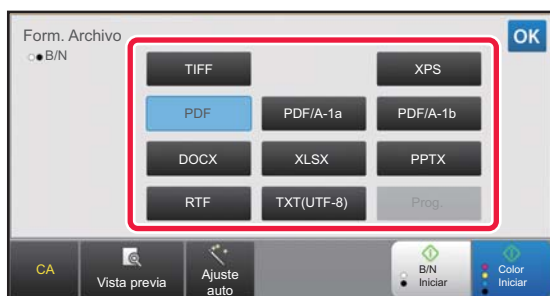 Form. Archivo
OK
B/N
TIFF
XPS
PDF
PDF/A-1a
PDF/A-1b
DOCX
XLSX
PPTX
RTF
TXT(UTF-8)
Prog.
CA
Vista previa
Ajuste
auto
B/N
Iniciar
Color
Iniciar